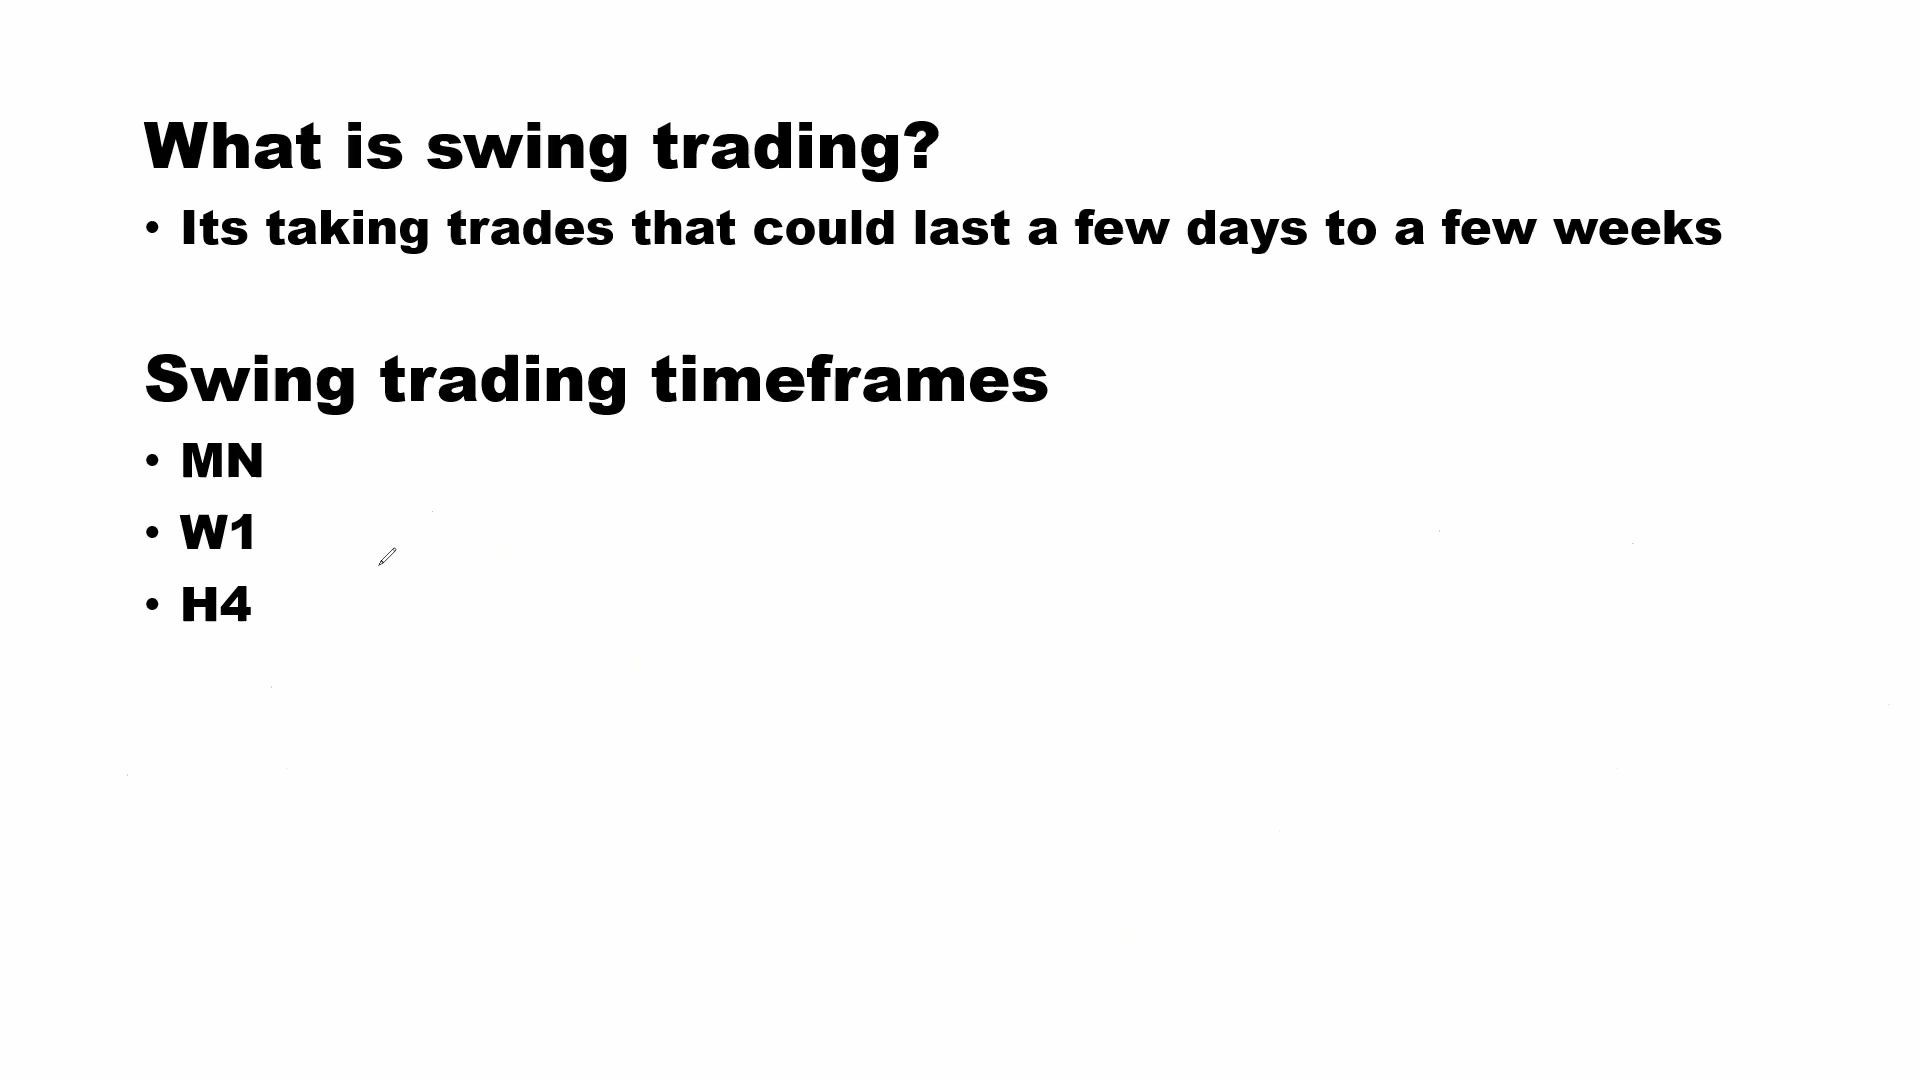 What is swing trading?
• Its taking trades that could last a few days to a few weeks
Swing trading timeframes
• MN
• W1
• H4